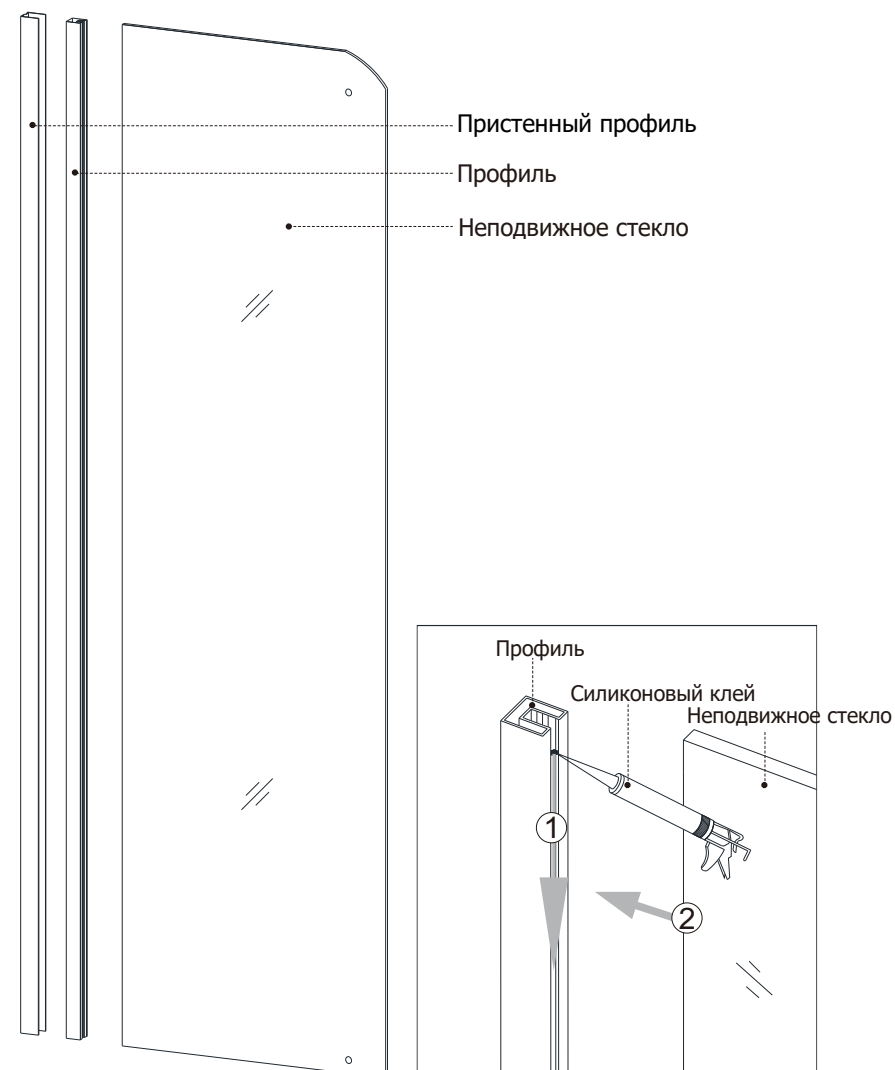 Пристенный профиль
Профиль
Неподвижное стекло
Профиль
Силиконовый клей
Неподвижное стекло
1
2